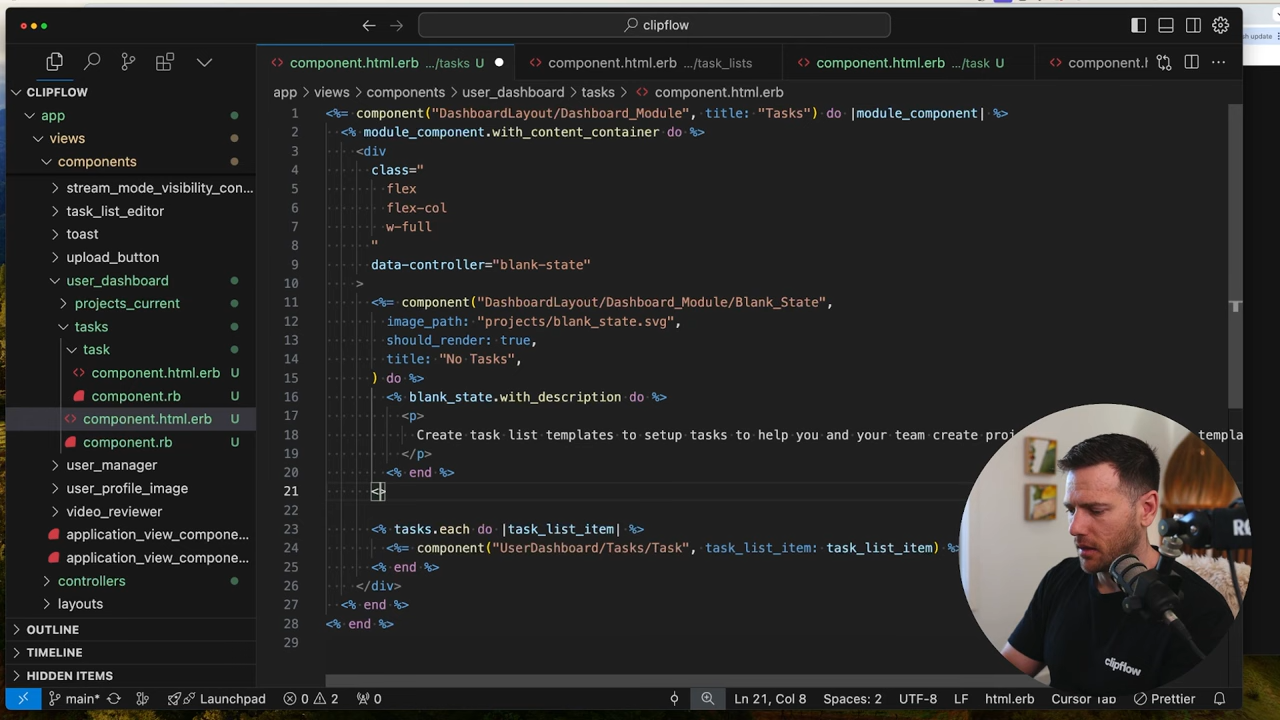 clipflow
sh update
component.html.erb .../tasks U
component.html.erb .../task_lists
component.html.erb .../task U
component.h
CLIPFLOW
app
views
components
stream_mode_visibility_con...
task_list_editor
toast
upload_button
user_dashboard
projects_current
tasks
task
component.html.erb U
component.rb U
component.html.erb U
component.rb U
user_manager
user_profile_image
video_reviewer
application_view_compone...
application_view_compone...
controllers
layouts
OUTLINE
TIMELINE
HIDDEN ITEMS
app > views > components > user_dashboard > tasks > component.html.erb
1 <%= component("DashboardLayout/Dashboard_Module", title: "Tasks") do |module_component| %>
2 <% module_component.with_content_container do %>
3 <div
4 class="
5 flex
6 flex-col
7 w-full
8 "
9 data-controller="blank-state"
10 >
11 <%= component("DashboardLayout/Dashboard_Module/Blank_State",
12 image_path: "projects/blank_state.svg",
13 should_render: true,
14 title: "No Tasks",
15 ) do %>
16 <% blank_state.with_description do %>
17 <p>
18 Create task list templates to setup tasks to help you and your team create proj templa
19 </p>
20 <% end %>
21 <>
22
23 <% tasks.each do |task_list_item| %>
24 <%= component("UserDashboard/Tasks/Task", task_list_item: task_list_item) %>
25 <% end %>
26 </div>
27 <% end %>
28 <% end %>
29
clipflow
main* Launchpad 0 2 0 Ln 21, Col 8 Spaces: 2 UTF-8 LF html.erb Cursor Tab Prettier